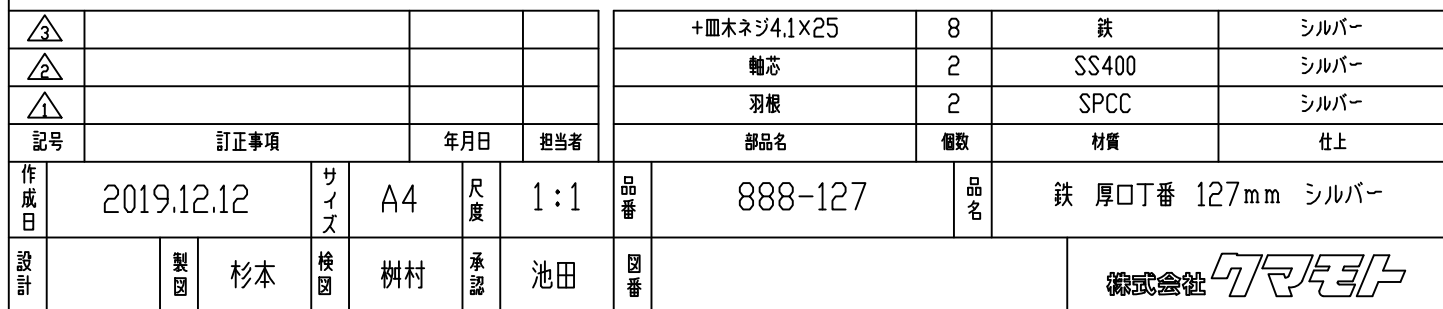 3 +皿木ネジ4.1×25 8 鉄 シルバー
2 軸芯 2 SS400 シルバー
1 羽根 2 SPCC シルバー
記号 訂正事項 年月日 担当者 部品名 個数 材質 仕上
作成日 2019.12.12 サイズ A4 尺度 1:1 品番 888-127 品名 鉄 厚口丁番 127mm シルバー
設計 製図 杉本 検図 桝村 承認 池田 図番 株式会社クマモト